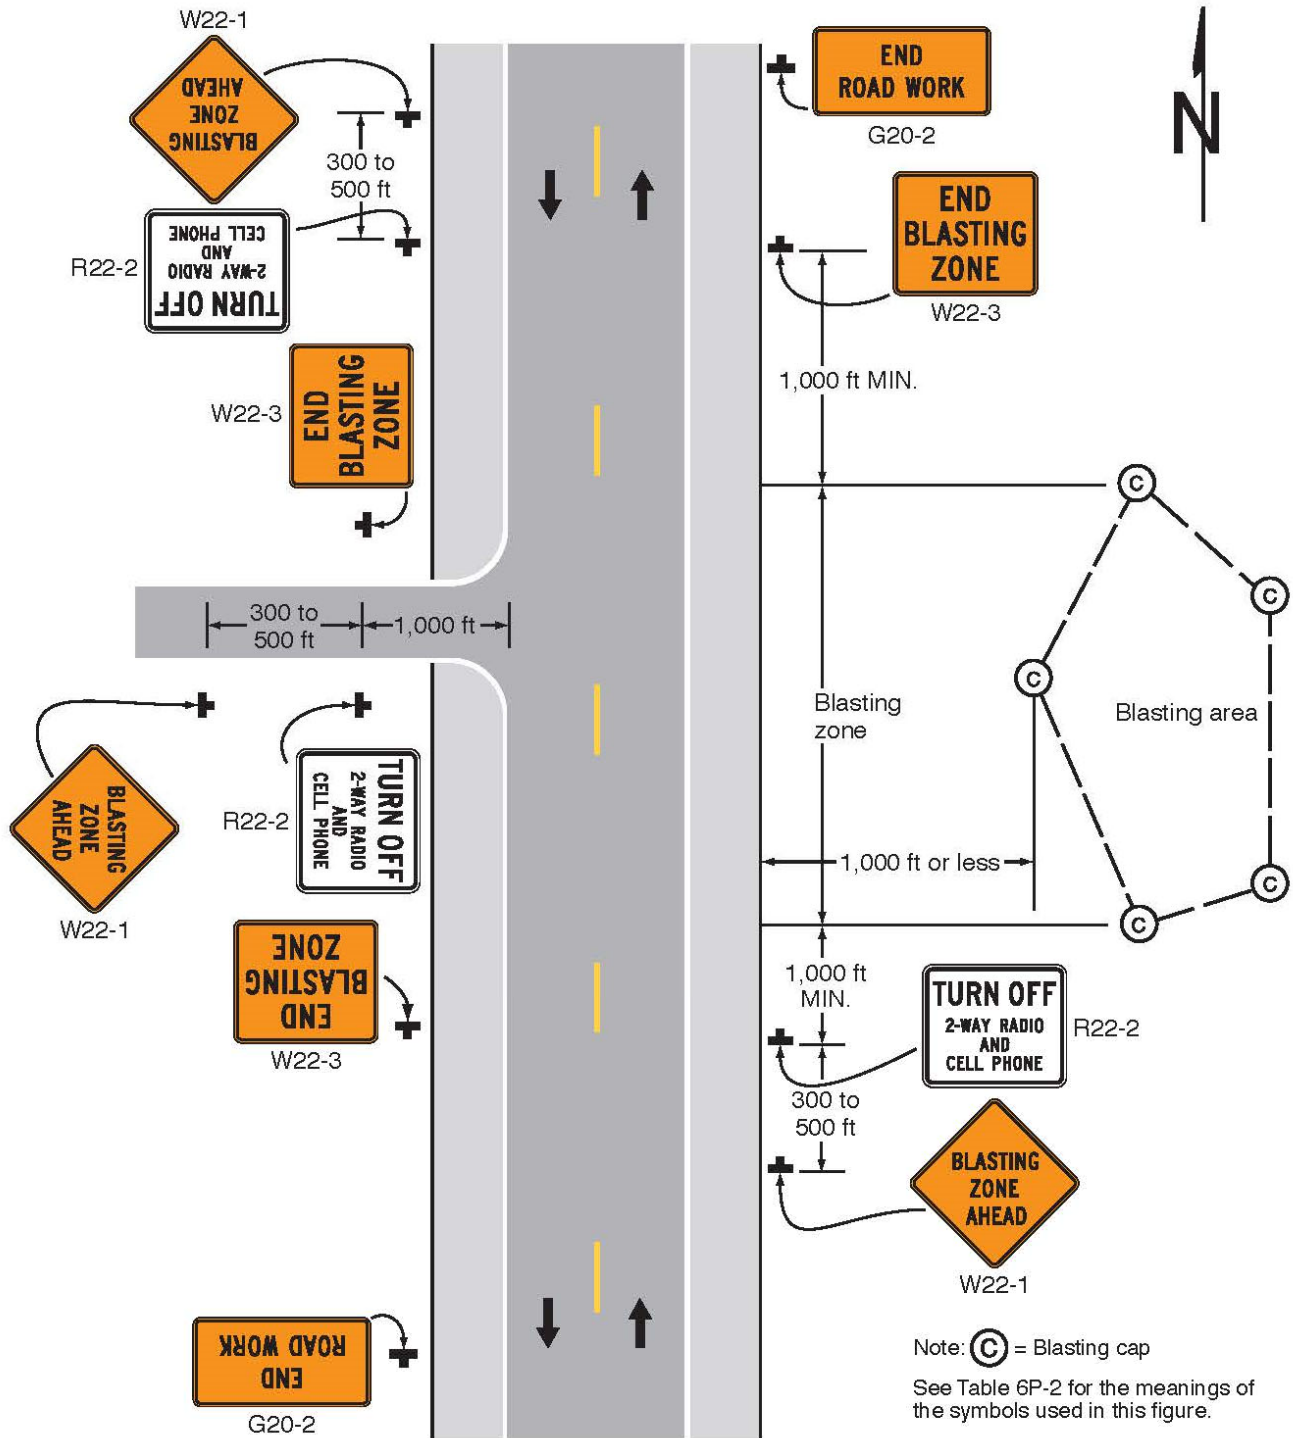 W22-1
BLASTING
ZONE
AHEAD
300 to
500 ft
TURN OFF
2-WAY RADIO
AND
CELL PHONE
R22-2
END
BLASTING
ZONE
W22-3
END
ROAD WORK
G20-2
N
END
BLASTING
ZONE
W22-3
1,000 ft MIN.
C
C
C
C
C
Blasting area
Blasting
zone
1,000 ft or less
300 to
500 ft
1,000 ft
BLASTING
ZONE
AHEAD
W22-1
R22-2
TURN OFF
2-WAY RADIO
AND
CELL PHONE
END
BLASTING
ZONE
W22-3
1,000 ft
MIN.
TURN OFF
2-WAY RADIO
AND
CELL PHONE
R22-2
300 to
500 ft
BLASTING
ZONE
AHEAD
W22-1
END
ROAD WORK
G20-2
Note: C = Blasting cap
See Table 6P-2 for the meanings of
the symbols used in this figure.